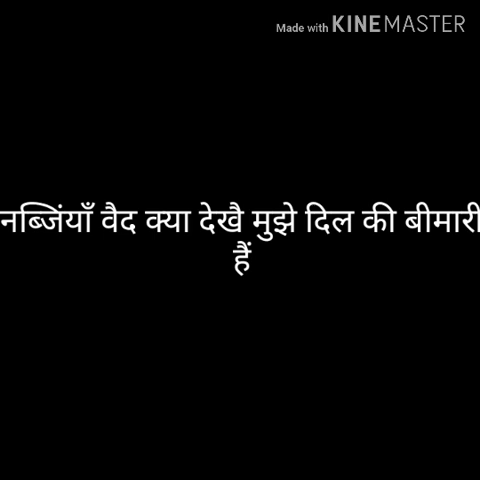 Made with KINEMASTER
नब्जिंयाँ वैद क्या देखै मुझे दिल की बीमारी
हैं